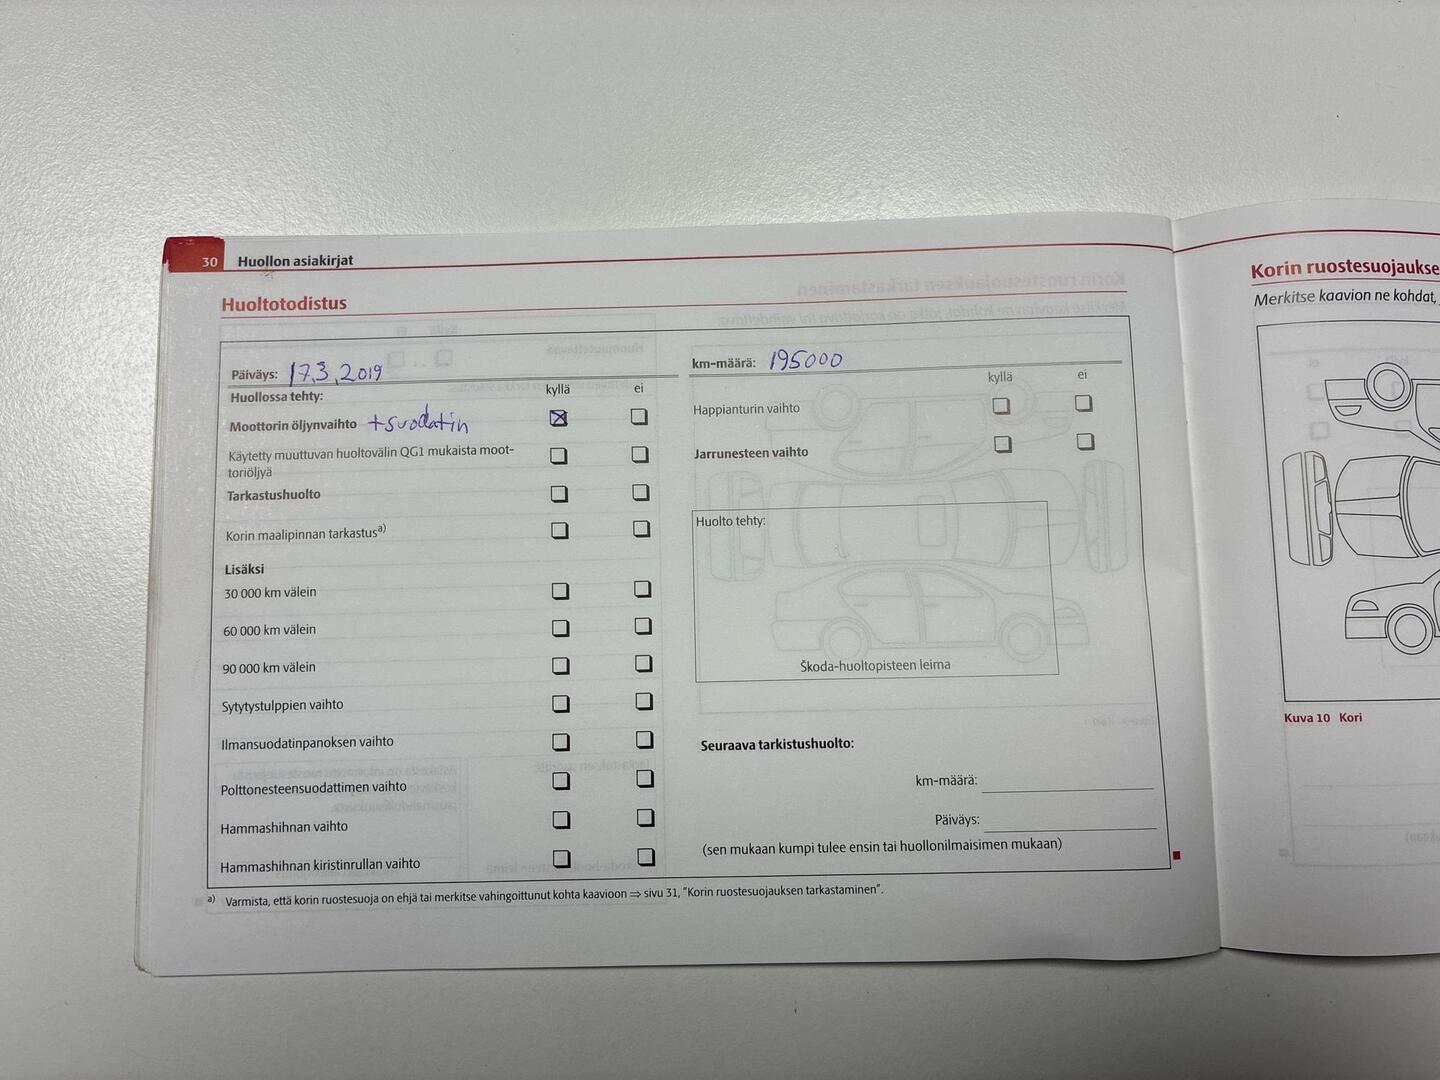 30 Huollon asiakirjat
Huoltotodistus
Päiväys: 17.3.2019
Huollossa tehty:
kyllä ei
Moottorin öljynvaihto +suodatin
Käytetty muuttuvan huoltovälin QG1 mukaista moot-
toriöljyä
Tarkastushuolto
Korin maalipinnan tarkastus a)
Lisäksi
30 000 km välein
60 000 km välein
90 000 km välein
Sytytystulppien vaihto
Ilmansuodatinpanoksen vaihto
Polttonesteensuodattimen vaihto
Hammashihnan vaihto
Hammashihnan kiristinrullan vaihto
km-määrä: 195000
kyllä ei
Happianturin vaihto
Jarrunesteen vaihto
Huolto tehty:
Škoda-huoltopisteen leima
Seuraava tarkistushuolto:
km-määrä:
Päiväys:
(sen mukaan kumpi tulee ensin tai huollonilmaisimen mukaan)
a) Varmista, että korin ruostesuoja on ehjä tai merkitse vahingoittunut kohta kaavioon ⇒ sivu 31, "Korin ruostesuojauksen tarkastaminen".
Korin ruostesuojaukse
Merkitse kaavion ne kohdat,
Kuva 10 Kori